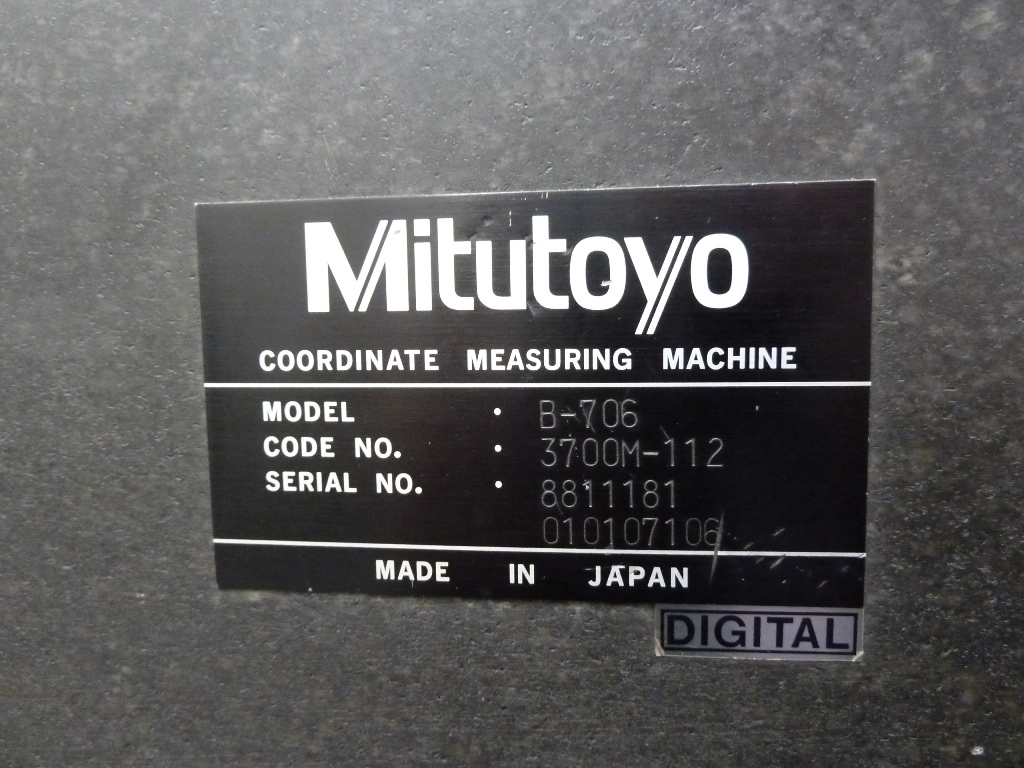 Mitutoyo
COORDINATE MEASURING MACHINE
MODEL · B-706
CODE NO. · 3700M-112
SERIAL NO. · 8811181
010107106
MADE IN JAPAN
DIGITAL